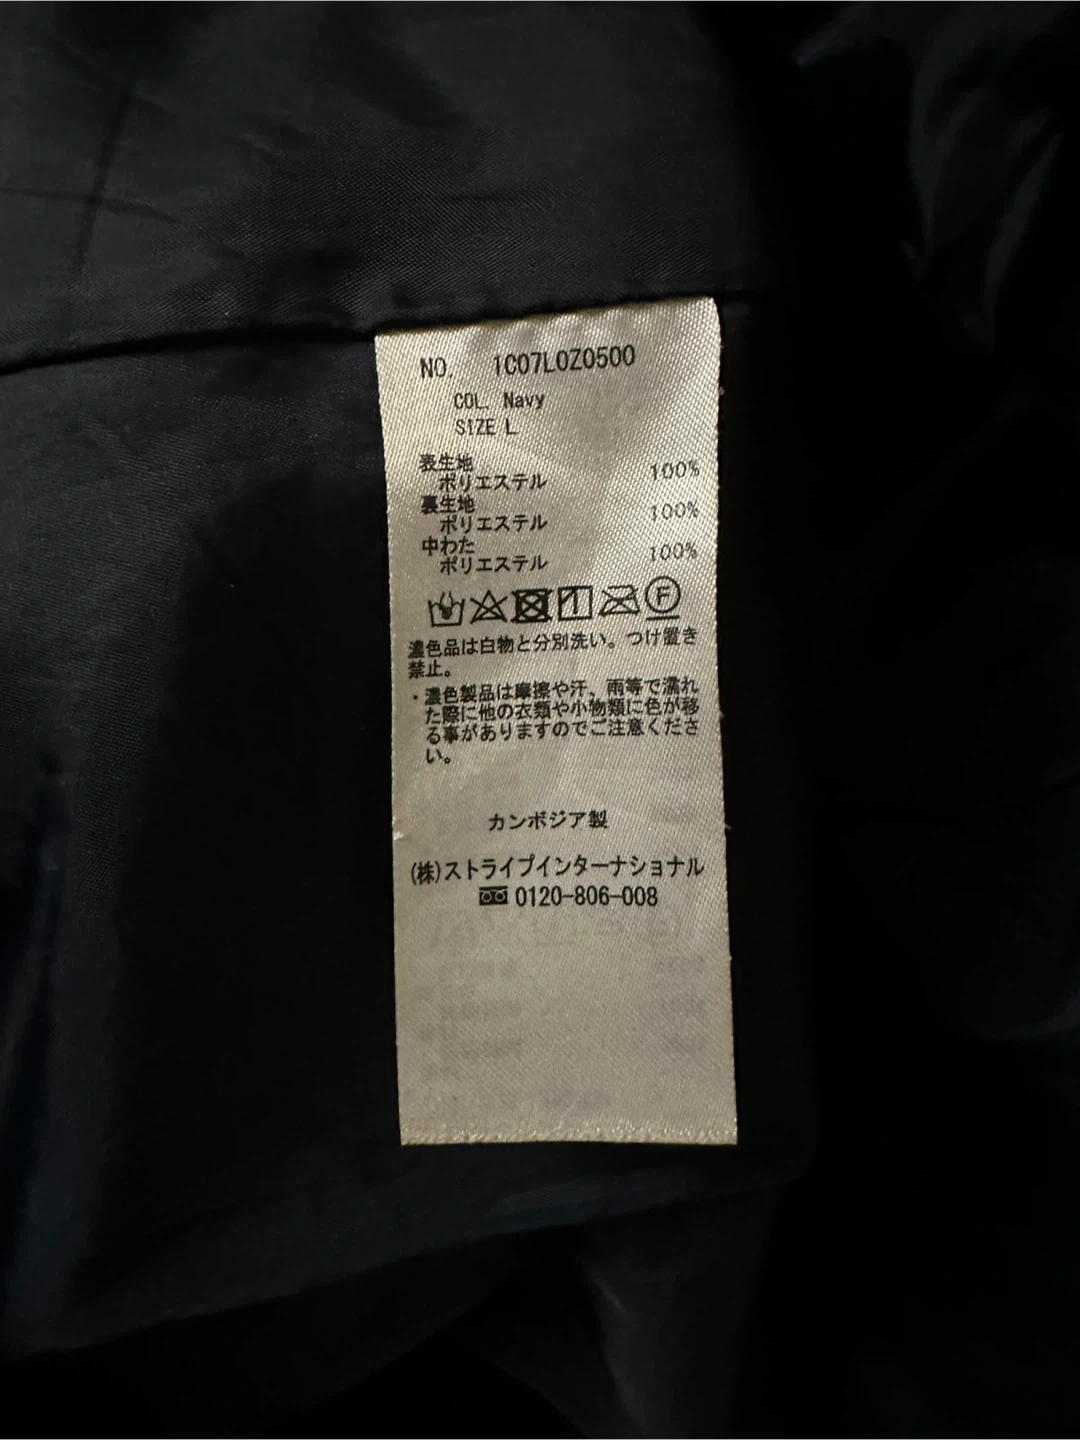 NO. 1C07L0Z0500
COL. Navy
SIZE L
表生地
ポリエステル 100%
裏生地
ポリエステル 100%
中わた
ポリエステル 100%
F
濃色品は白物と分別洗い。つけ置き
禁止。
・濃色製品は摩擦や汗、雨等で濡れ
た際に他の衣類や小物類に色が移
る事がありますのでご注意くださ
い。
カンボジア製
(株)ストライプインターナショナル
0120-806-008